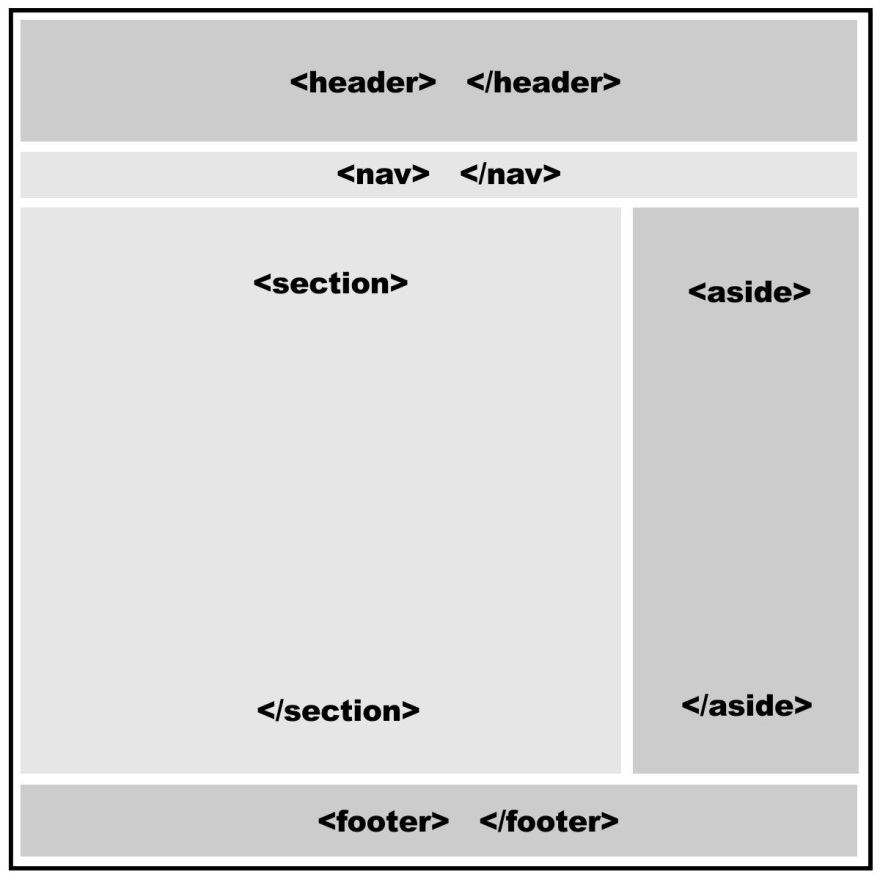 <header> </header>
<nav> </nav>
<section>
<aside>
</section>
</aside>
<footer> </footer>